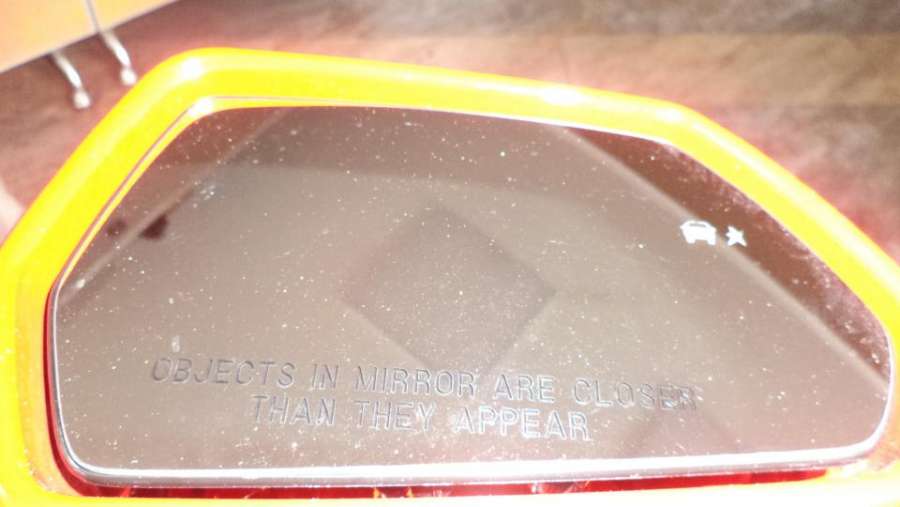 OBJECTS IN MIRROR ARE CLOSER
THAN THEY APPEAR